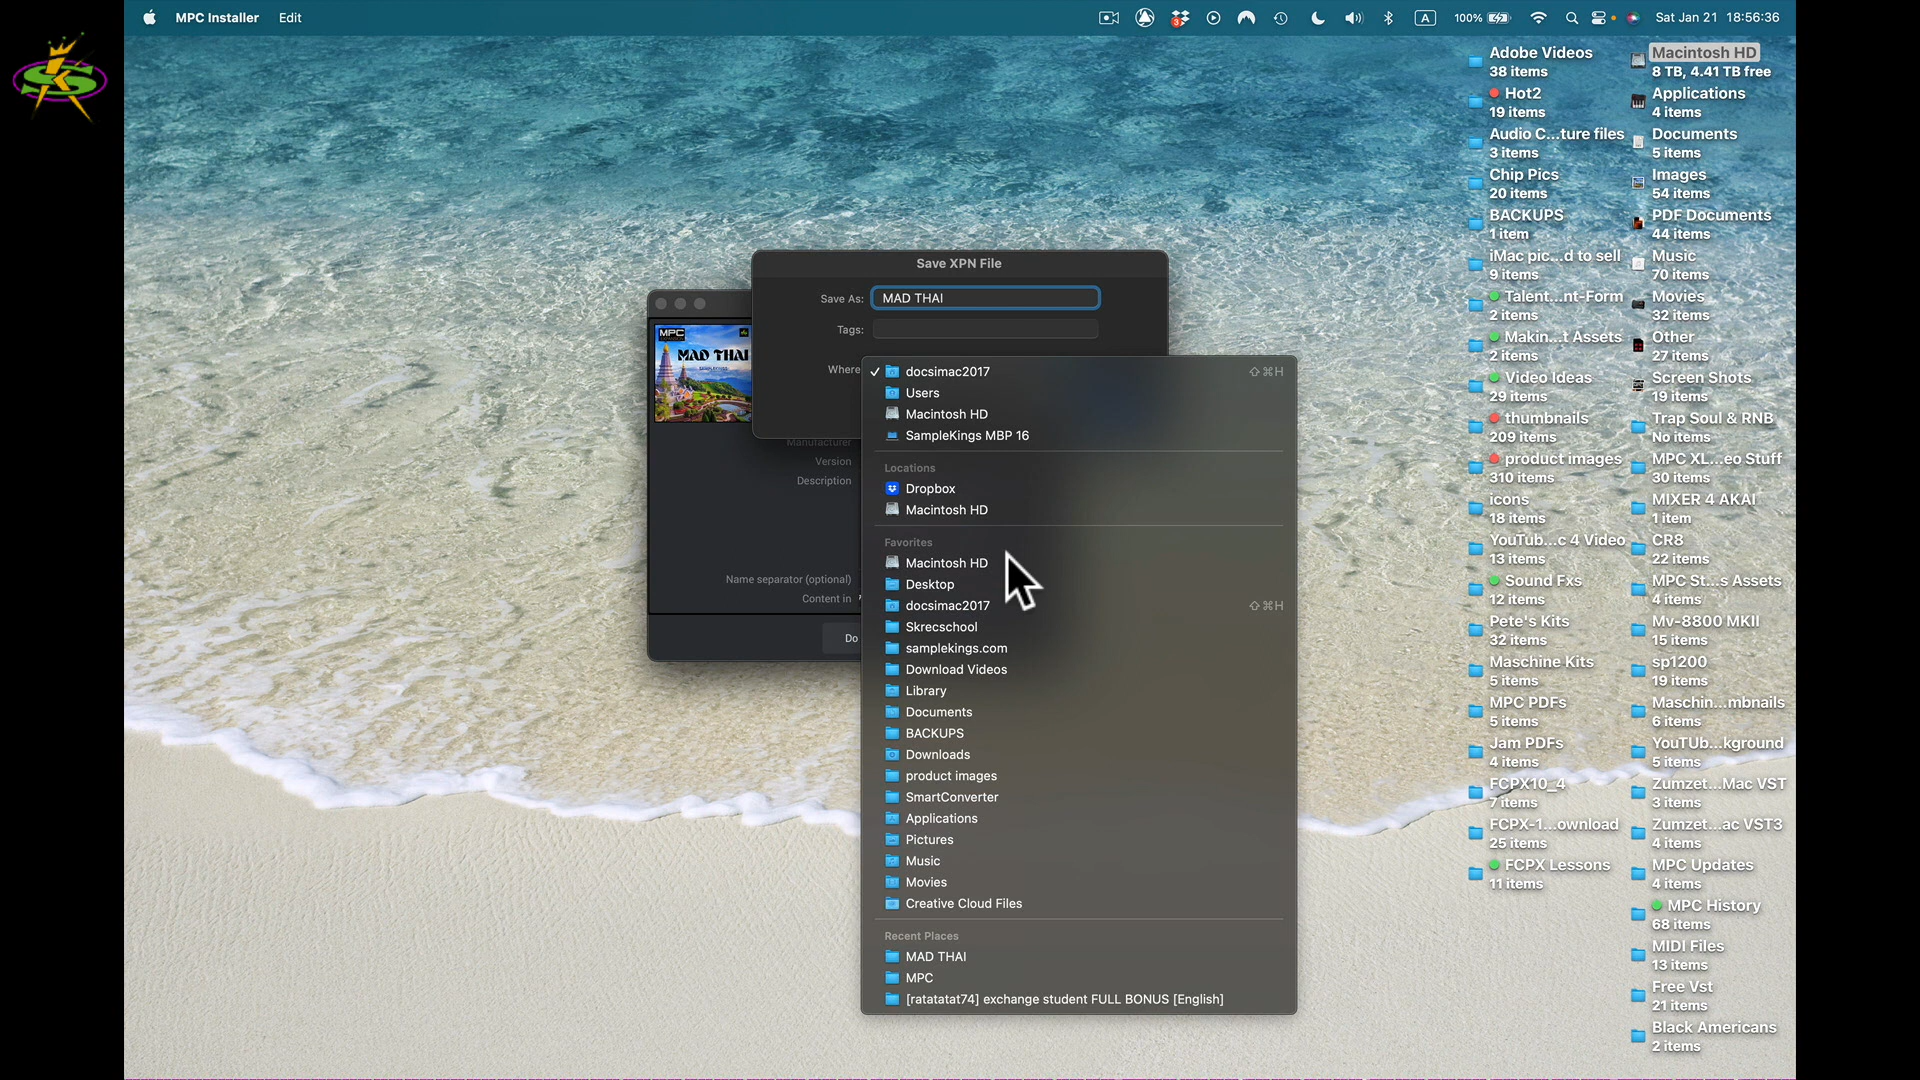 MPC Installer Edit
3
A
100%
Sat Jan 21 18:56:36
SK
Adobe Videos
38 items
Hot2
19 items
Audio C...ture files
3 items
Chip Pics
20 items
BACKUPS
1 item
iMac pic...d to sell
9 items
Talent...nt-Form
2 items
Makin...t Assets
2 items
Video Ideas
29 items
thumbnails
209 items
product images
310 items
icons
18 items
YouTub...c 4 Video
13 items
Sound Fxs
12 items
Pete's Kits
32 items
Maschine Kits
5 items
MPC PDFs
5 items
Jam PDFs
4 items
FCPX10_4
7 items
FCPX-1...ownload
25 items
FCPX Lessons
11 items
Macintosh HD
8 TB, 4.41 TB free
Applications
4 items
Documents
5 items
Images
54 items
PDF Documents
44 items
Music
70 items
Movies
32 items
Other
27 items
Screen Shots
19 items
Trap Soul & RNB
No items
MPC XL...eo Stuff
30 items
MIXER 4 AKAI
1 item
CR8
22 items
MPC St...s Assets
4 items
Mv-8800 MKII
15 items
sp1200
19 items
Maschin...mbnails
6 items
YouTUb...kground
5 items
Zumzet...Mac VST
3 items
Zumzet...ac VST3
4 items
MPC Updates
4 items
MPC History
68 items
MIDI Files
13 items
Free Vst
21 items
Black Americans
2 items
Save XPN File
Save As: MAD THAI
Tags:
Where
MPC
MAD THAI
Manufacturer
Version
Description
Name separator (optional)
Content in
Do
docsimac2017 ⇧⌘H
Users
Macintosh HD
SampleKings MBP 16
Locations
Dropbox
Macintosh HD
Favorites
Macintosh HD
Desktop
docsimac2017 ⇧⌘H
Skrecschool
samplekings.com
Download Videos
Library
Documents
BACKUPS
Downloads
product images
SmartConverter
Applications
Pictures
Music
Movies
Creative Cloud Files
Recent Places
MAD THAI
MPC
[ratatatat74] exchange student FULL BONUS [English]